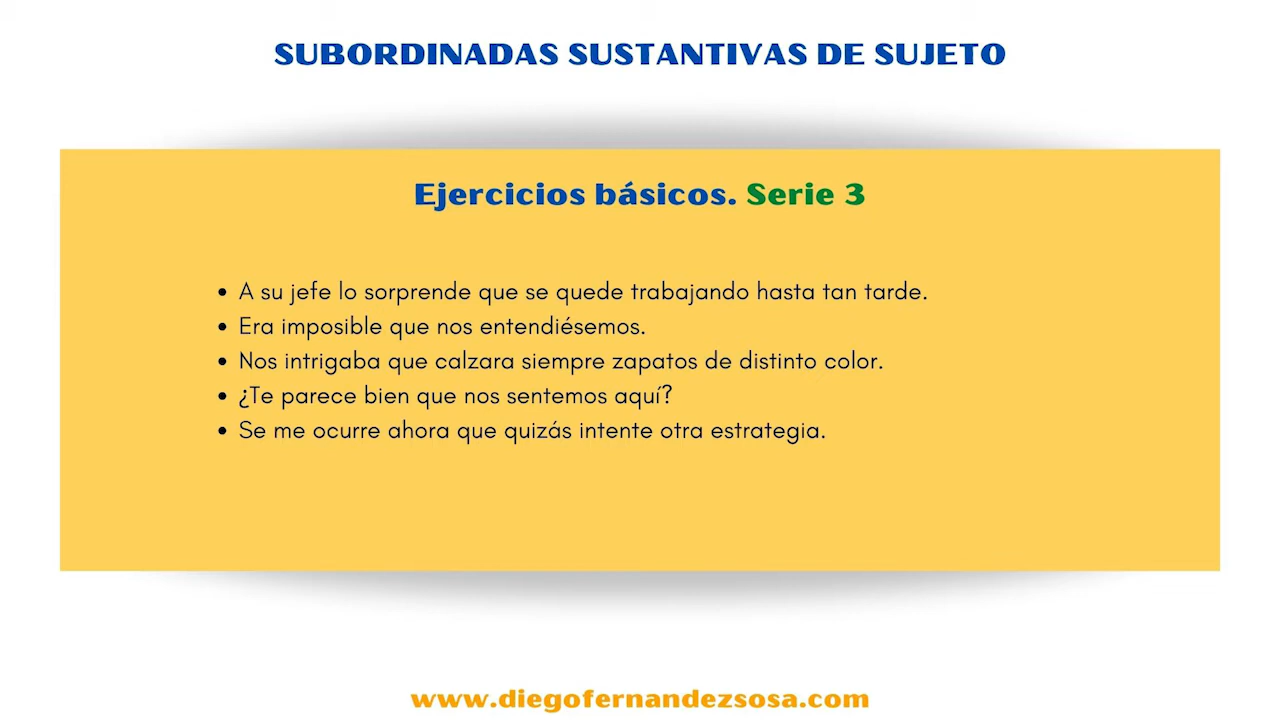 SUBORDINADAS SUSTANTIVAS DE SUJETO
Ejercicios básicos. Serie 3
• A su jefe lo sorprende que se quede trabajando hasta tan tarde.
• Era imposible que nos entendiésemos.
• Nos intrigaba que calzara siempre zapatos de distinto color.
• ¿Te parece bien que nos sentemos aquí?
• Se me ocurre ahora que quizás intente otra estrategia.
www.diegofernandezsosa.com